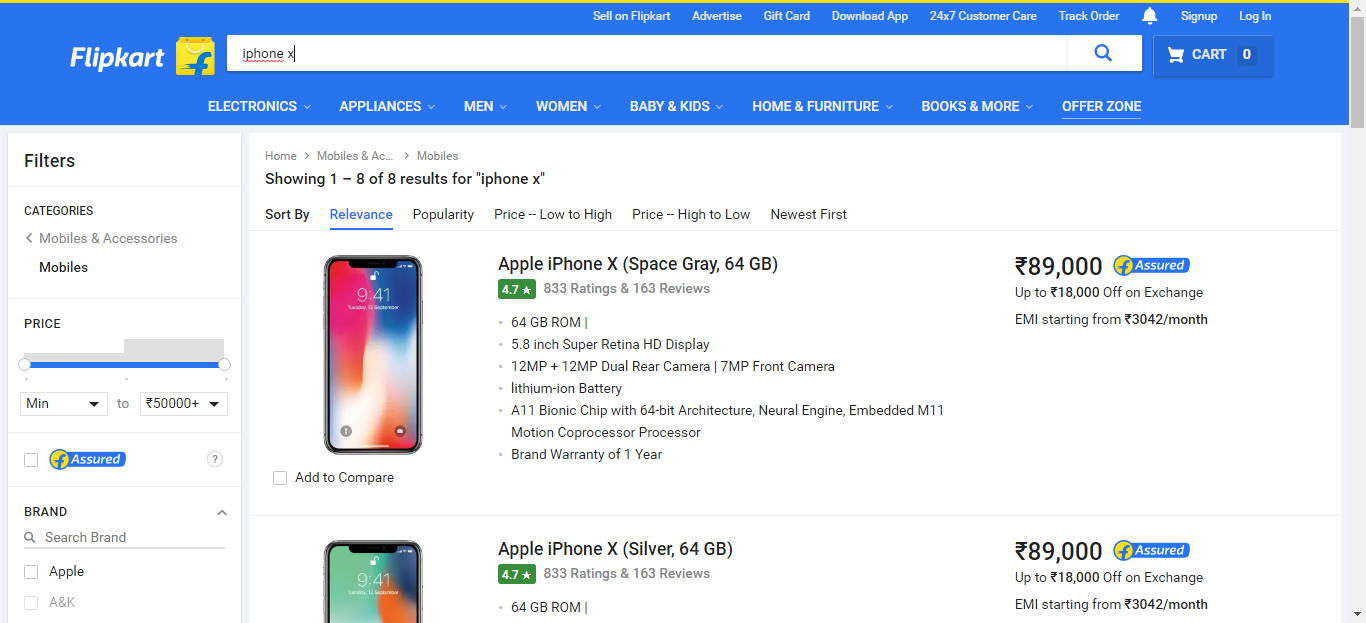 Sell on Flipkart Advertise Gift Card Download App 24x7 Customer Care Track Order Signup Log In
Flipkart
iphone x
CART 0
ELECTRONICS APPLIANCES MEN WOMEN BABY & KIDS HOME & FURNITURE BOOKS & MORE OFFER ZONE
Filters
CATEGORIES
Mobiles & Accessories
Mobiles
PRICE
Min to ₹50000+
Assured ?
BRAND
Search Brand
Apple
A&K
Home > Mobiles & Ac... > Mobiles
Showing 1 – 8 of 8 results for "iphone x"
Sort By Relevance Popularity Price -- Low to High Price -- High to Low Newest First
9:41
Tuesday, 12 September
Add to Compare
Apple iPhone X (Space Gray, 64 GB)
4.7 ★ 833 Ratings & 163 Reviews
64 GB ROM |
5.8 inch Super Retina HD Display
12MP + 12MP Dual Rear Camera | 7MP Front Camera
lithium-ion Battery
A11 Bionic Chip with 64-bit Architecture, Neural Engine, Embedded M11
Motion Coprocessor Processor
Brand Warranty of 1 Year
₹89,000 Assured
Up to ₹18,000 Off on Exchange
EMI starting from ₹3042/month
9:41
Tuesday, 12 September
Apple iPhone X (Silver, 64 GB)
4.7 ★ 833 Ratings & 163 Reviews
64 GB ROM |
₹89,000 Assured
Up to ₹18,000 Off on Exchange
EMI starting from ₹3042/month